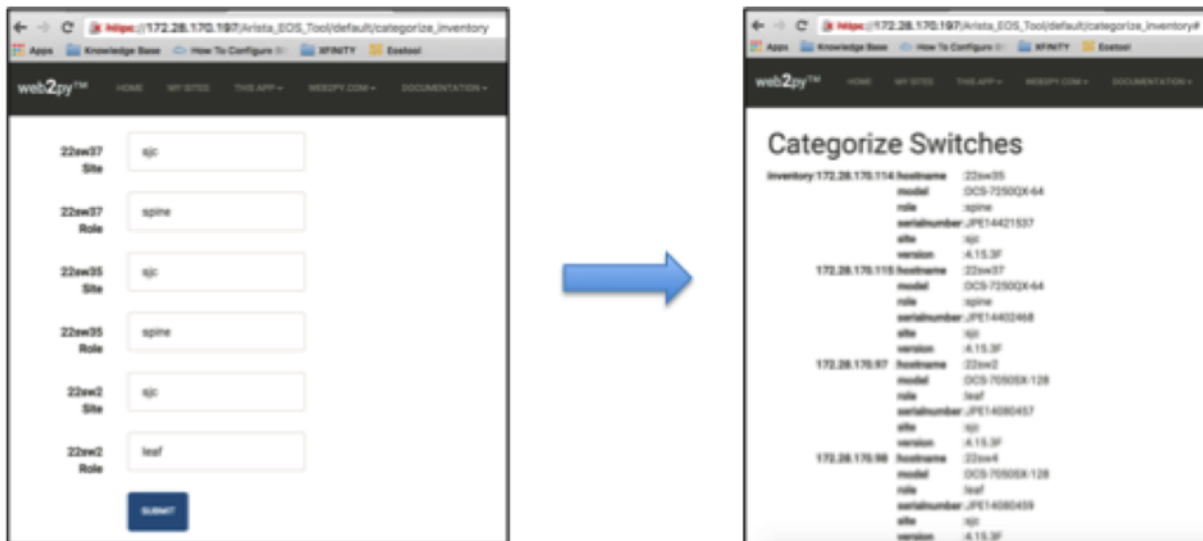 https://172.28.170.197/Arista_EOS_Tool/default/categorize_inventory
Apps Knowledge Base How To Configure XFINITY Eostool
web2py™ HOME MY SITES THIS APP WEB2PY.COM DOCUMENTATION
22sw37 Site sjc
22sw37 Role spine
22sw35 Site sjc
22sw35 Role spine
22sw2 Site sjc
22sw2 Role leaf
SUBMIT
https://172.28.170.197/Arista_EOS_Tool/default/categorize_inventory#
Apps Knowledge Base How To Configure XFINITY Eostool
web2py™ HOME MY SITES THIS APP WEB2PY.COM DOCUMENTATION
Categorize Switches
inventory:172.28.170.114:hostname :22sw35
model :DCS-7250QX-64
role :spine
serialnumber:JPE14421537
site :sjc
version :4.15.3F
172.28.170.115:hostname :22sw37
model :DCS-7250QX-64
role :spine
serialnumber:JPE14402468
site :sjc
version :4.15.3F
172.28.170.97 :hostname :22sw2
model :DCS-7050SX-128
role :leaf
serialnumber:JPE14080457
site :sjc
version :4.15.3F
172.28.170.98 :hostname :22sw4
model :DCS-7050SX-128
role :leaf
serialnumber:JPE14080459
site :sjc
version :4.15.3F